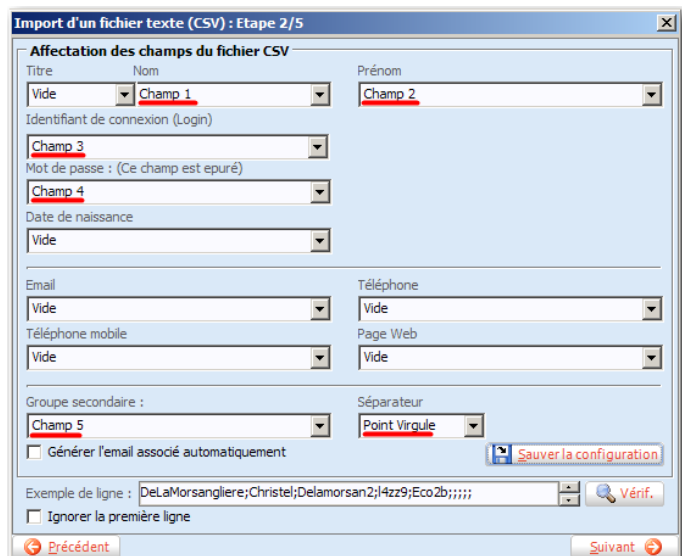 Import d'un fichier texte (CSV) : Etape 2/5
Affectation des champs du fichier CSV
Titre Nom Prénom
Vide Champ 1 Champ 2
Identifiant de connexion (Login)
Champ 3
Mot de passe : (Ce champ est epuré)
Champ 4
Date de naissance
Vide
Email Téléphone
Vide Vide
Téléphone mobile Page Web
Vide Vide
Groupe secondaire : Séparateur
Champ 5 Point Virgule
Générer l'email associé automatiquement Sauver la configuration
Exemple de ligne : DeLaMorsangliere;Christel;Delamorsan2;l4zz9;Eco2b;;;;; Vérif.
Ignorer la première ligne
Précédent Suivant